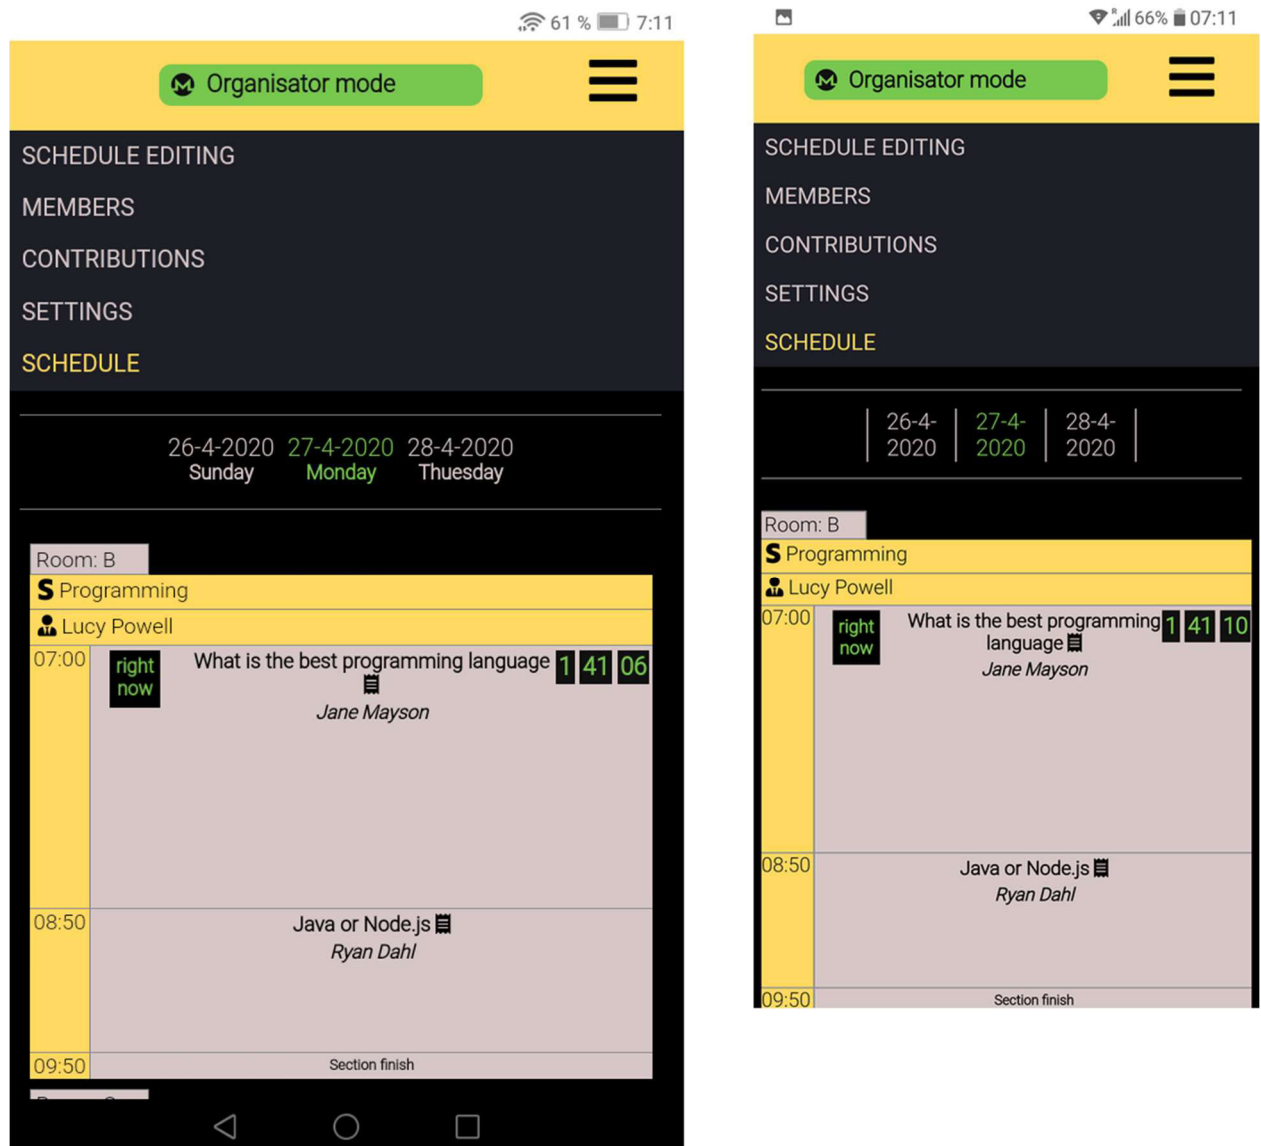 61 % 7:11
Organisator mode
SCHEDULE EDITING
MEMBERS
CONTRIBUTIONS
SETTINGS
SCHEDULE
26-4-2020 27-4-2020 28-4-2020
Sunday Monday Thuesday
Room: B
S Programming
Lucy Powell
07:00 right now What is the best programming language 1 41 06
Jane Mayson
08:50 Java or Node.js
Ryan Dahl
09:50 Section finish
R 66% 07:11
Organisator mode
SCHEDULE EDITING
MEMBERS
CONTRIBUTIONS
SETTINGS
SCHEDULE
26-4- 27-4- 28-4-
2020 2020 2020
Room: B
S Programming
Lucy Powell
07:00 right What is the best programming 1 41 10
now language
Jane Mayson
08:50 Java or Node.js
Ryan Dahl
09:50 Section finish